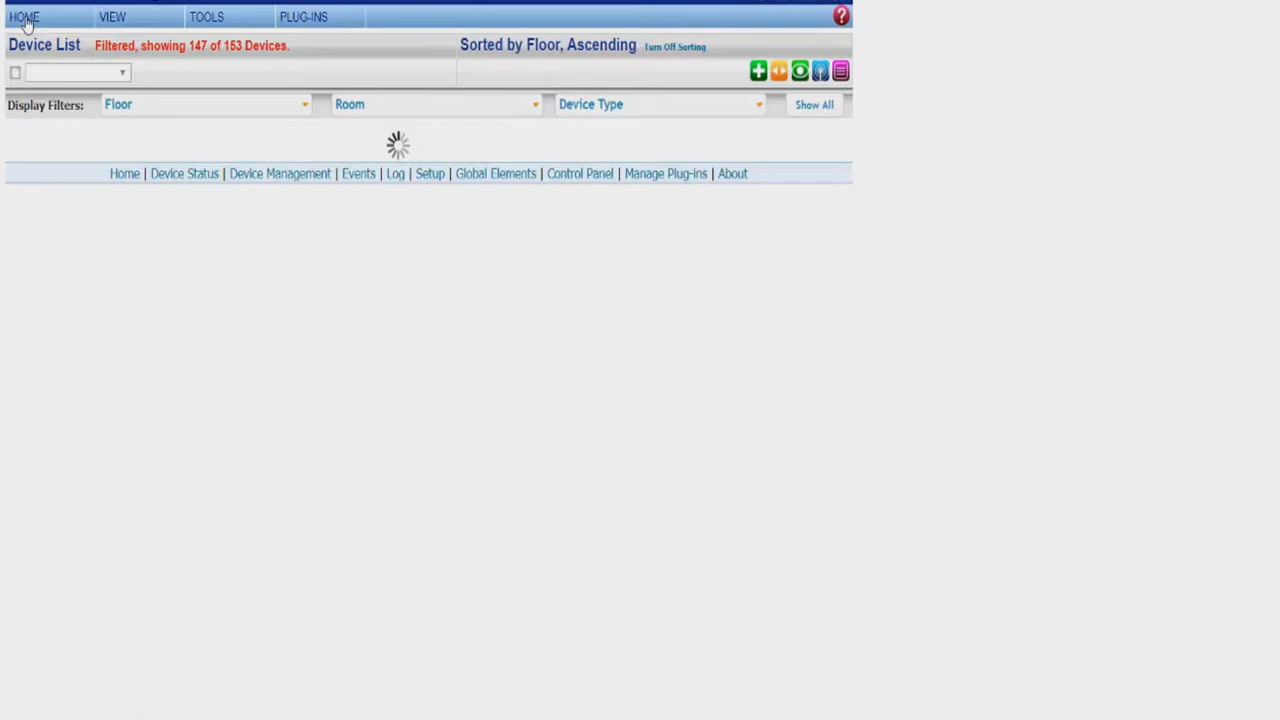 HOME VIEW TOOLS PLUG-INS ?
Device List Filtered, showing 147 of 153 Devices. Sorted by Floor, Ascending Turn Off Sorting
Display Filters: Floor Room Device Type Show All
Home | Device Status | Device Management | Events | Log | Setup | Global Elements | Control Panel | Manage Plug-ins | About